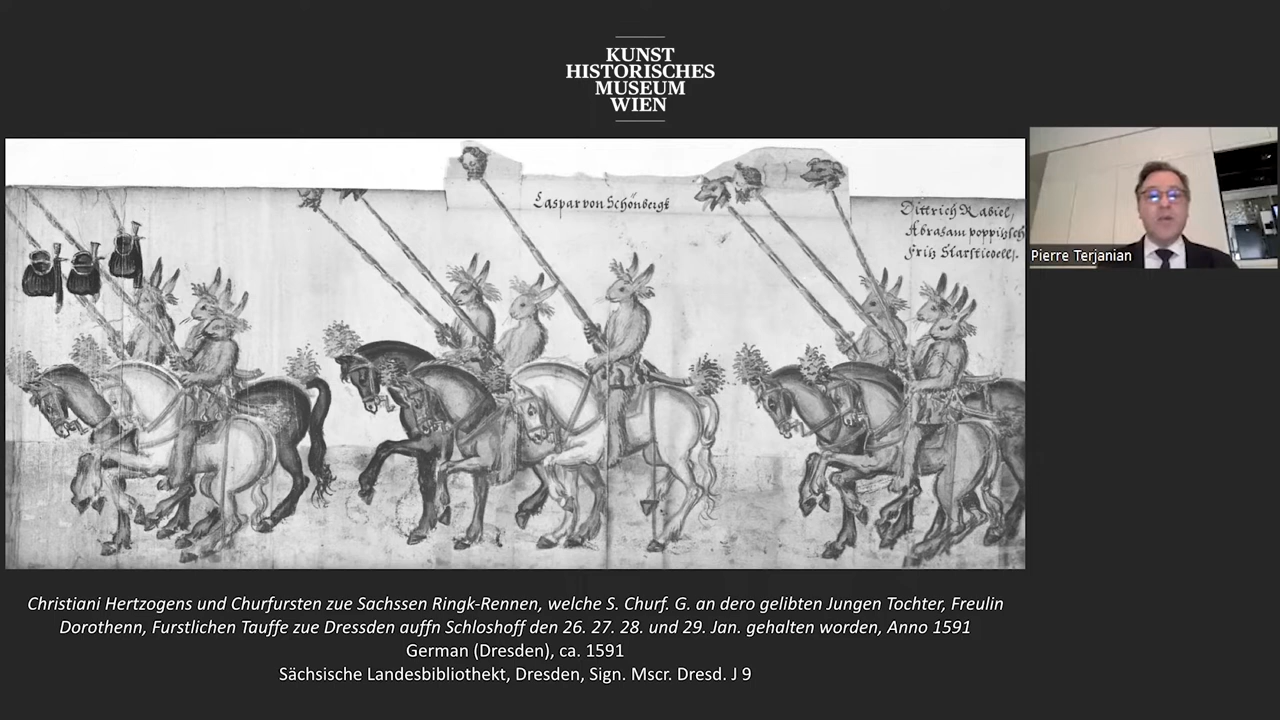 KUNST
HISTORISCHES
MUSEUM
WIEN
Caspar von Schönbergk
Dittrich Rabiel,
Abraham
Pierre Terjanian
Christiani Hertzogens und Churfursten zue Sachssen Ringk-Rennen, welche S. Churf. G. an dero gelibten Jungen Tochter, Freulin
Dorothenn, Furstlichen Tauffe zue Dressden auffn Schloshoff den 26. 27. 28. und 29. Jan. gehalten worden, Anno 1591
German (Dresden), ca. 1591
Sächsische Landesbibliothekt, Dresden, Sign. Mscr. Dresd. J 9